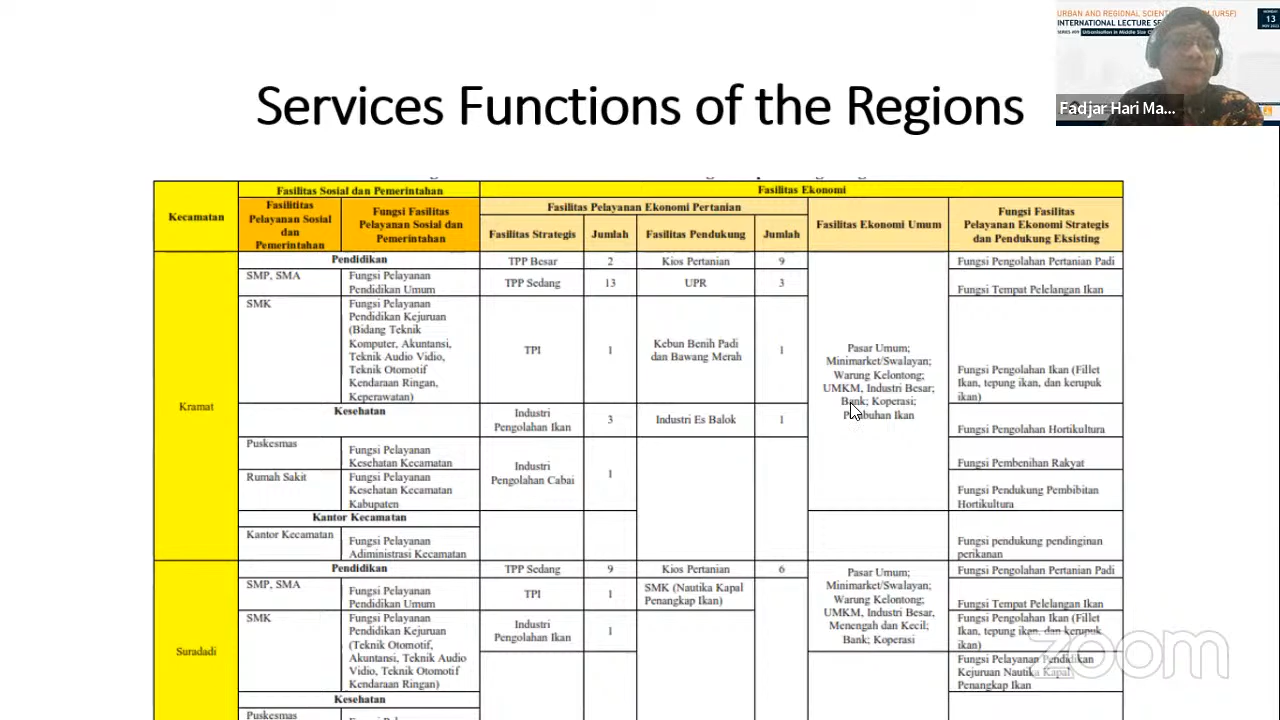 URBAN AND REGIONAL
(URSF)
INTERNATIONAL LECTURE
13
Fadjar Hari Ma...
Services Functions of the Regions
Kecamatan
Fasilitas Sosial dan Pemerintahan
Fasilitas Ekonomi
Fasilititas
Pelayanan Sosial
dan
Pemerintahan
Fungsi Fasilitas
Pelayanan Sosial dan
Pemerintahan
Fasilitas Pelayanan Ekonomi Pertanian
Fasilitas Strategis
Jumlah
Fasilitas Pendukung
Jumlah
Fasilitas Ekonomi Umum
Fungsi Fasilitas
Pelayanan Ekonomi Strategis
dan Pendukung Eksisting
Kramat
Pendidikan
SMP, SMA
Fungsi Pelayanan
Pendidikan Umum
SMK
Fungsi Pelayanan
Pendidikan Kejuruan
(Bidang Teknik
Komputer, Akuntansi,
Teknik Audio Vidio,
Teknik Otomotif
Kendaraan Ringan,
Keperawatan)
Kesehatan
Puskesmas
Fungsi Pelayanan
Kesehatan Kecamatan
Rumah Sakit
Fungsi Pelayanan
Kesehatan Kecamatan
Kabupaten
Kantor Kecamatan
Kantor Kecamatan
Fungsi Pelayanan
Adiministrasi Kecamatan
TPP Besar
2
Kios Pertanian
9
TPP Sedang
13
UPR
3
TPI
1
Kebun Benih Padi
dan Bawang Merah
1
Industri
Pengolahan Ikan
3
Industri Es Balok
1
Industri
Pengolahan Cabai
1
Pasar Umum;
Minimarket/Swalayan;
Warung Kelontong;
UMKM, Industri Besar;
Bank; Koperasi;
Ikan
Fungsi Pengolahan Pertanian Padi
Fungsi Tempat Pelelangan Ikan
Fungsi Pengolahan Ikan (Fillet
Ikan, tepung ikan, dan kerupuk
ikan)
Fungsi Pengolahan Hortikultura
Fungsi Pembenihan Rakyat
Fungsi Pendukung Pembibitan
Hortikultura
Fungsi pendukung pendinginan
perikanan
Suradadi
Pendidikan
SMP, SMA
Fungsi Pelayanan
Pendidikan Umum
SMK
Fungsi Pelayanan
Pendidikan Kejuruan
(Teknik Otomotif,
Akuntansi, Teknik Audio
Vidio, Teknik Otomotif
Kendaraan Ringan)
Kesehatan
Puskesmas
Fungsi Pelayanan
TPP Sedang
9
Kios Pertanian
6
TPI
1
SMK (Nautika Kapal
Penangkap Ikan)
Industri
Pengolahan Ikan
1
Pasar Umum;
Minimarket/Swalayan;
Warung Kelontong;
UMKM, Industri Besar,
Menengah dan Kecil;
Bank; Koperasi
Fungsi Pengolahan Pertanian Padi
Fungsi Tempat Pelelangan Ikan
Fungsi Pengolahan Ikan (Fillet
Ikan, tepung ikan, dan kerupuk
ikan)
Fungsi Pelayanan Pendidikan
Kejuruan Nautika Kapal
Penangkap Ikan
zoom